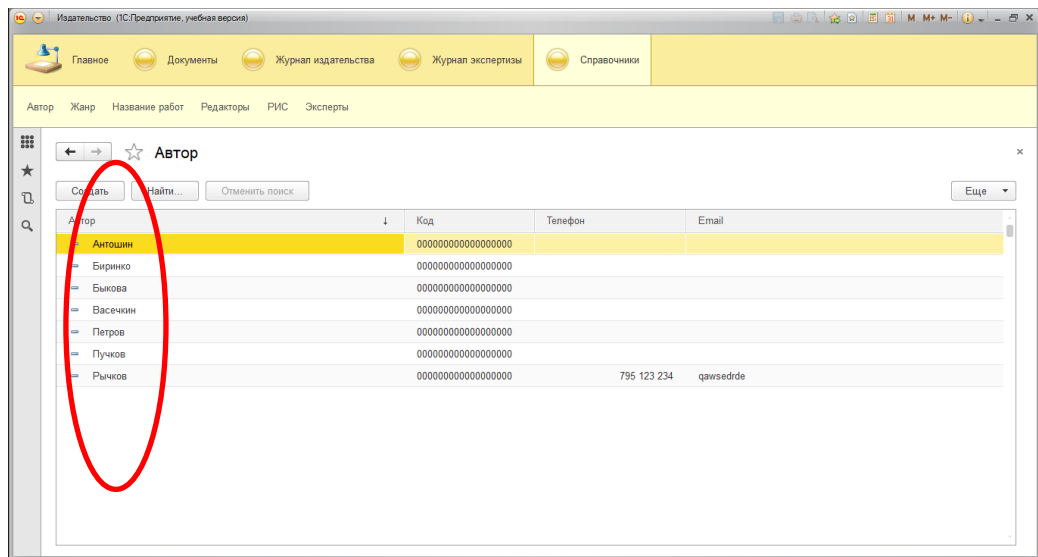 Издательство (1С:Предприятие, учебная версия) M M+ M-
Главное Документы Журнал издательства Журнал экспертизы Справочники
Автор Жанр Название работ Редакторы РИС Эксперты
Автор
Создать Найти... Отменить поиск Еще
Автор Код Телефон Email
Антошин 000000000000000000
Биринко 000000000000000000
Быкова 000000000000000000
Васечкин 000000000000000000
Петров 000000000000000000
Пучков 000000000000000000
Рычков 000000000000000000 795 123 234 qawsedrde